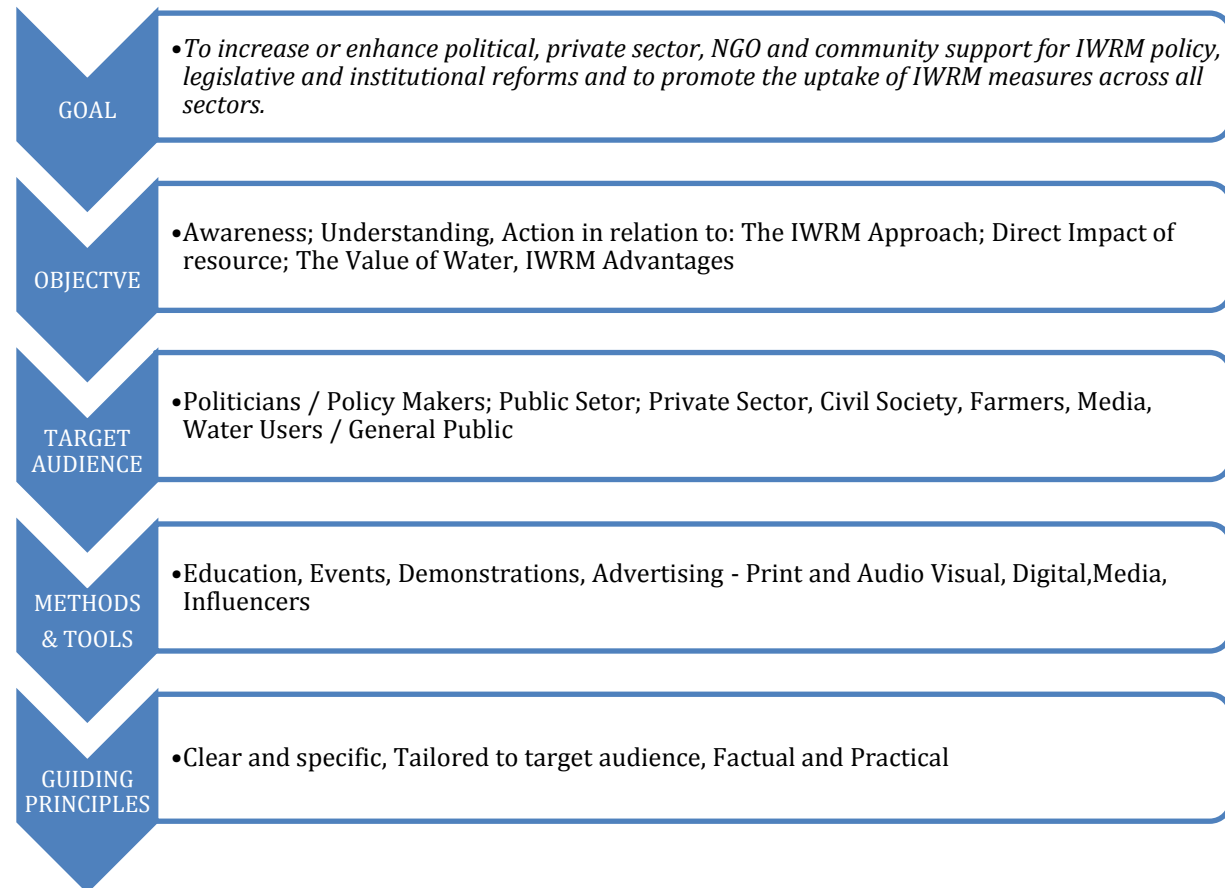 GOAL
•To increase or enhance political, private sector, NGO and community support for IWRM policy,
legislative and institutional reforms and to promote the uptake of IWRM measures across all
sectors.
OBJECTVE
•Awareness; Understanding, Action in relation to: The IWRM Approach; Direct Impact of
resource; The Value of Water, IWRM Advantages
TARGET
AUDIENCE
•Politicians / Policy Makers; Public Setor; Private Sector, Civil Society, Farmers, Media,
Water Users / General Public
METHODS
& TOOLS
•Education, Events, Demonstrations, Advertising - Print and Audio Visual, Digital,Media,
Influencers
GUIDING
PRINCIPLES
•Clear and specific, Tailored to target audience, Factual and Practical